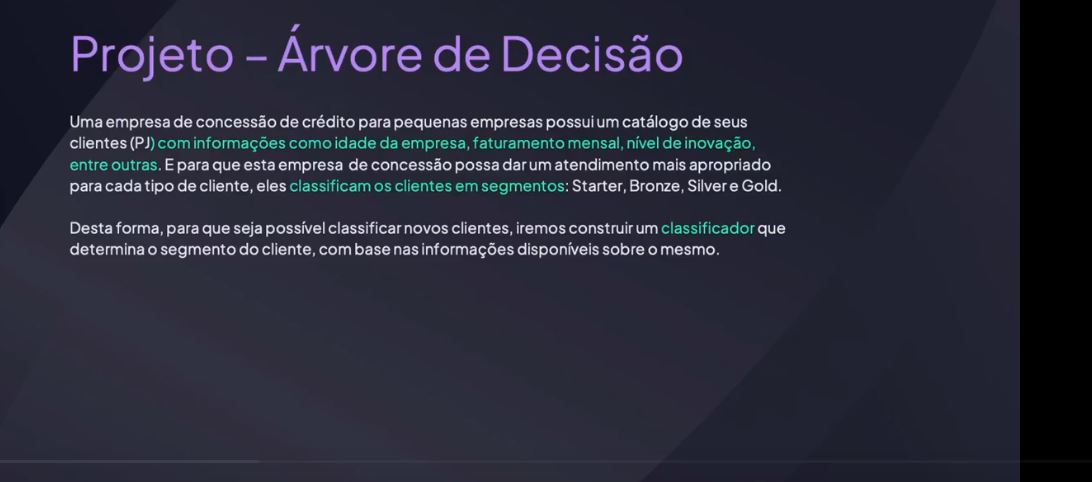 Projeto – Árvore de Decisão
Uma empresa de concessão de crédito para pequenas empresas possui um catálogo de seus
clientes (PJ) com informações como idade da empresa, faturamento mensal, nível de inovação,
entre outras. E para que esta empresa de concessão possa dar um atendimento mais apropriado
para cada tipo de cliente, eles classificam os clientes em segmentos: Starter, Bronze, Silver e Gold.
Desta forma, para que seja possível classificar novos clientes, iremos construir um classificador que
determina o segmento do cliente, com base nas informações disponíveis sobre o mesmo.